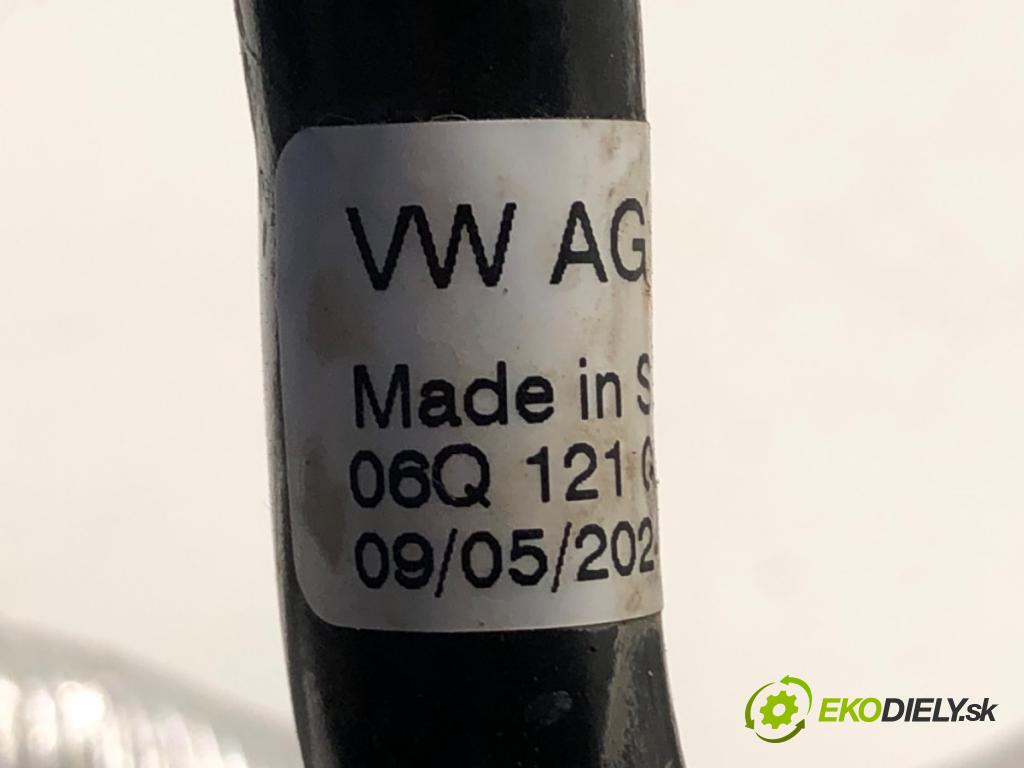 VW AG
Made in
06Q 121
09/05/202
EKODIELY.sk